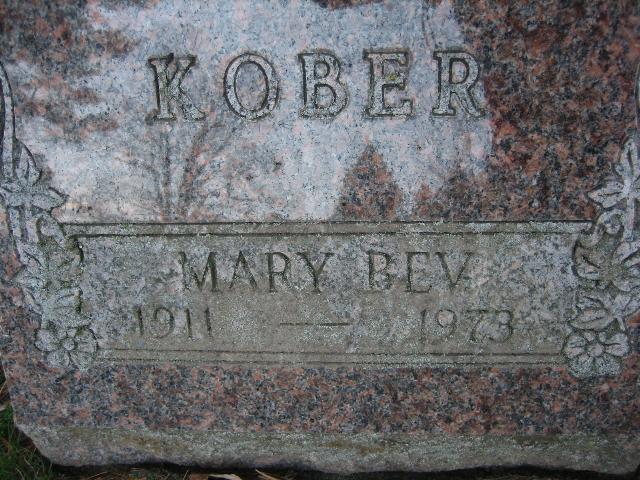 KOBER
MARY BEV
1911 — 1973